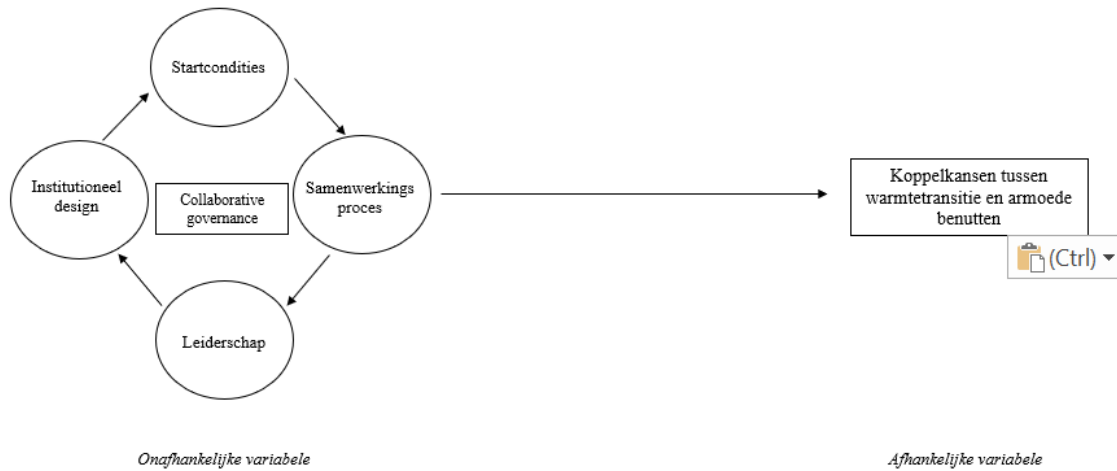 Startcondities
Institutioneel
design
Collaborative
governance
Samenwerkings
proces
Leiderschap
Koppelkansen tussen
warmtetransitie en armoede
benutten
(Ctrl)
Onafhankelijke variabele
Afhankelijke variabele